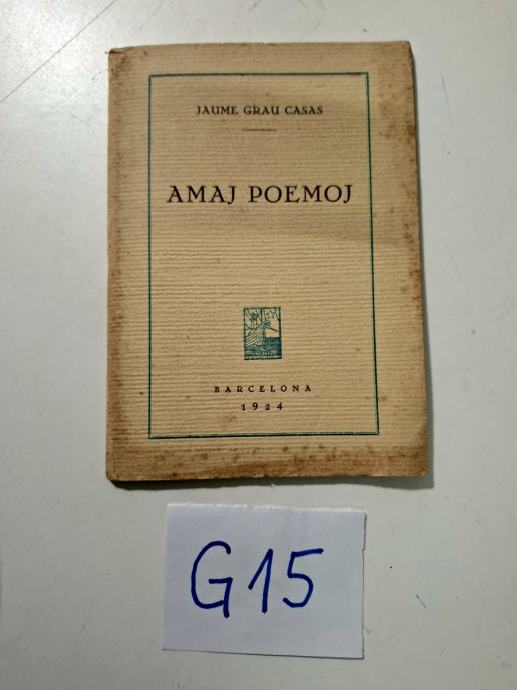 JAUME GRAU CASAS
AMAJ POEMOJ
BARCELONA
1924
G15